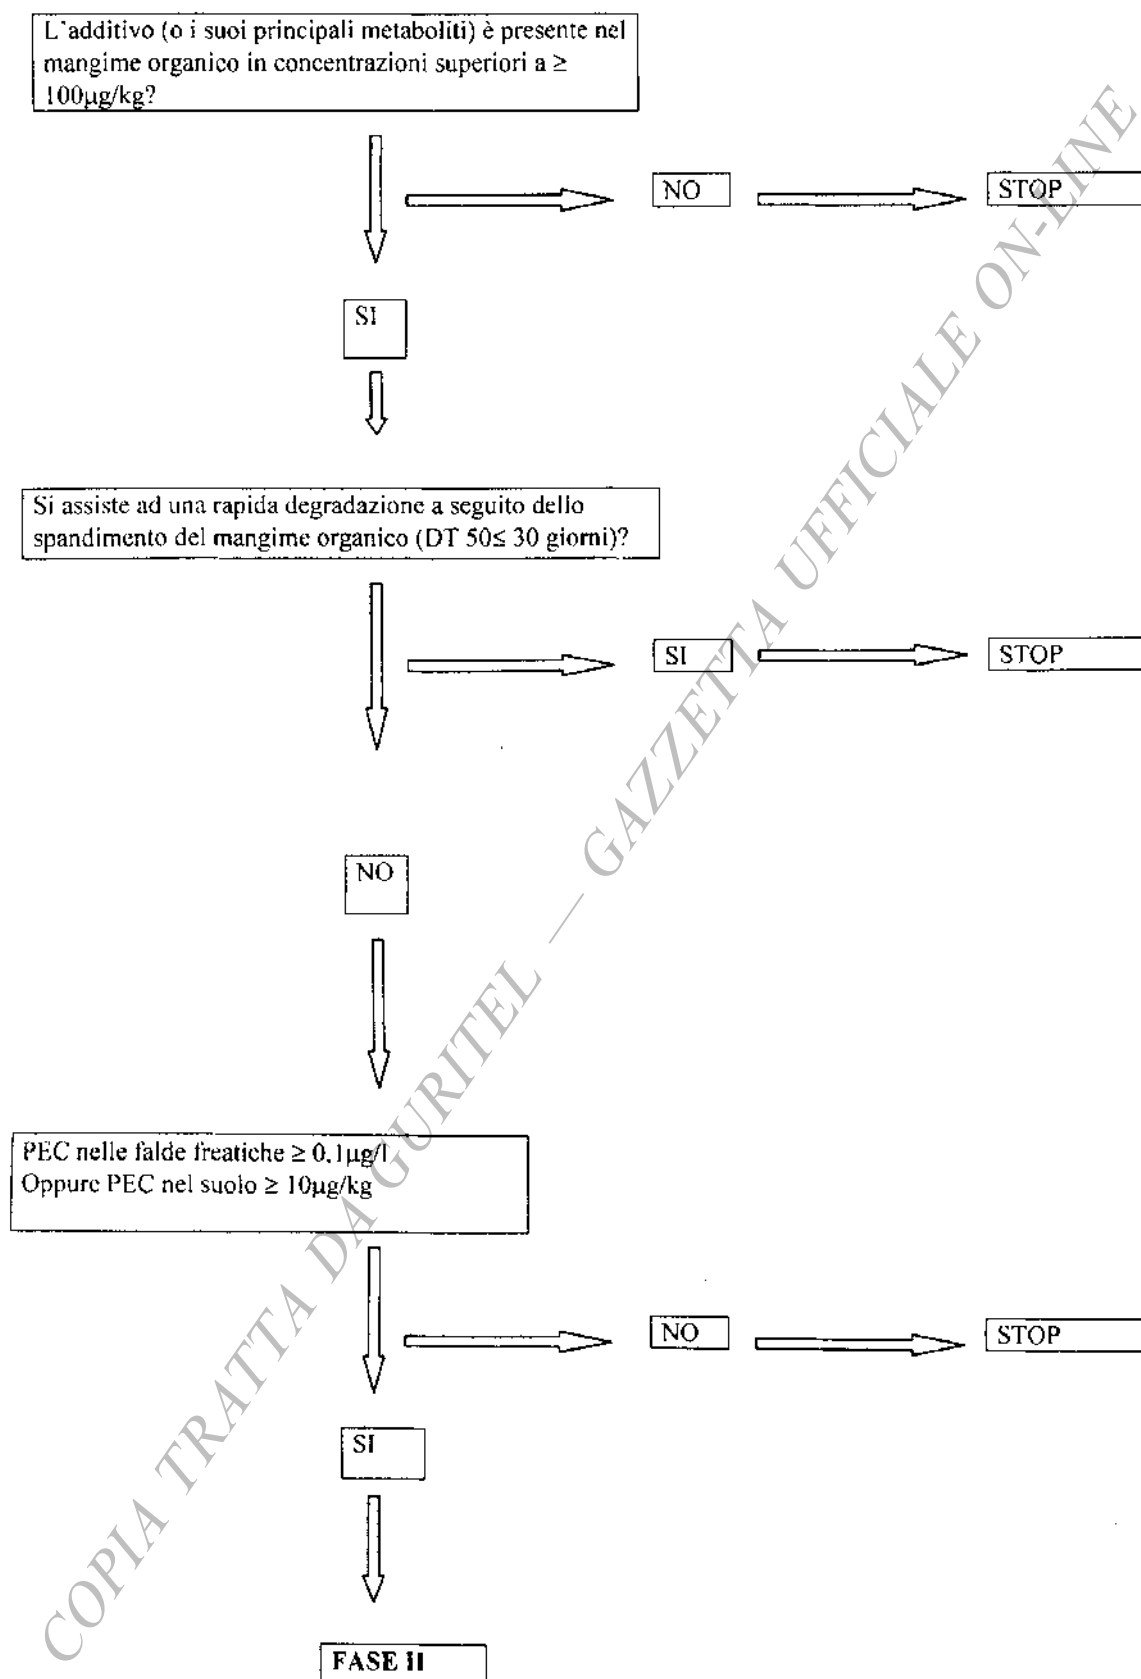 L'additivo (o i suoi principali metaboliti) è presente nel
mangime organico in concentrazioni superiori a ≥
100µg/kg?
NO
STOP
SI
Si assiste ad una rapida degradazione a seguito dello
spandimento del mangime organico (DT 50≤ 30 giorni)?
SI
STOP
NO
PEC nelle falde freatiche ≥ 0,1µg/l
Oppure PEC nel suolo ≥ 10µg/kg
NO
STOP
SI
FASE II
COPIA TRATTA DA GURITEL — GAZZETTA UFFICIALE ON-LINE